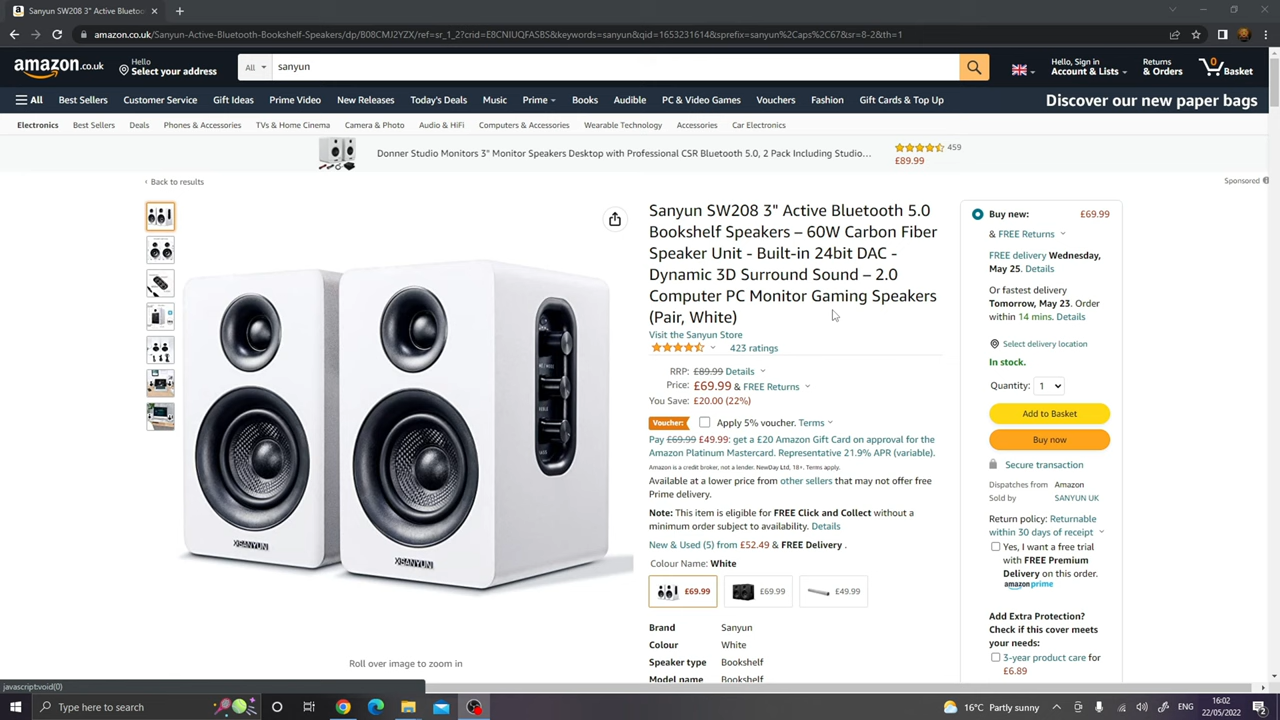 Sanyun SW208 3" Active Bluetoo
amazon.co.uk/Sanyun-Active-Bluetooth-Bookshelf-Speakers/dp/B08CMJ2YZX/ref=sr_1_2?crid=E8CNIUQFASBS&keywords=sanyun&qid=1653231614&sprefix=sanyun%2Caps%2C67&sr=8-2&th=1
amazon.co.uk
Hello
Select your address
All
sanyun
Hello, Sign in
Account & Lists
Returns
& Orders
0
Basket
All
Best Sellers
Customer Service
Gift Ideas
Prime Video
New Releases
Today's Deals
Music
Prime
Books
Audible
PC & Video Games
Vouchers
Fashion
Gift Cards & Top Up
Discover our new paper bags
Electronics
Best Sellers
Deals
Phones & Accessories
TVs & Home Cinema
Camera & Photo
Audio & HiFi
Computers & Accessories
Wearable Technology
Accessories
Car Electronics
Donner Studio Monitors 3" Monitor Speakers Desktop with Professional CSR Bluetooth 5.0, 2 Pack Including Studio…
459
£89.99
‹ Back to results
Sponsored
Sanyun SW208 3" Active Bluetooth 5.0
Bookshelf Speakers – 60W Carbon Fiber
Speaker Unit - Built-in 24bit DAC -
Dynamic 3D Surround Sound – 2.0
Computer PC Monitor Gaming Speakers
(Pair, White)
Visit the Sanyun Store
423 ratings
RRP: £89.99 Details
Price: £69.99 & FREE Returns
You Save: £20.00 (22%)
Voucher: Apply 5% voucher. Terms
Pay £69.99 £49.99: get a £20 Amazon Gift Card on approval for the
Amazon Platinum Mastercard. Representative 21.9% APR (variable).
Amazon is a credit broker, not a lender. NewDay Ltd, 18+. Terms apply.
Available at a lower price from other sellers that may not offer free
Prime delivery.
Note: This item is eligible for FREE Click and Collect without a
minimum order subject to availability. Details
New & Used (5) from £52.49 & FREE Delivery .
Colour Name: White
£69.99
£69.99
£49.99
Brand Sanyun
Colour White
Speaker type Bookshelf
Model name Bookshelf
SANYUN
SANYUN
Roll over image to zoom in
Buy new: £69.99
& FREE Returns
FREE delivery Wednesday,
May 25. Details
Or fastest delivery
Tomorrow, May 23. Order
within 14 mins. Details
Select delivery location
In stock.
Quantity: 1
Add to Basket
Buy now
Secure transaction
Dispatches from Amazon
Sold by SANYUN UK
Return policy: Returnable
within 30 days of receipt
Yes, I want a free trial
with FREE Premium
Delivery on this order.
amazon prime
Add Extra Protection?
Check if this cover meets
your needs:
3-year product care for
£6.89
javascript:void(0)
Type here to search
16°C Partly sunny
ENG
16:02
22/05/2022
2